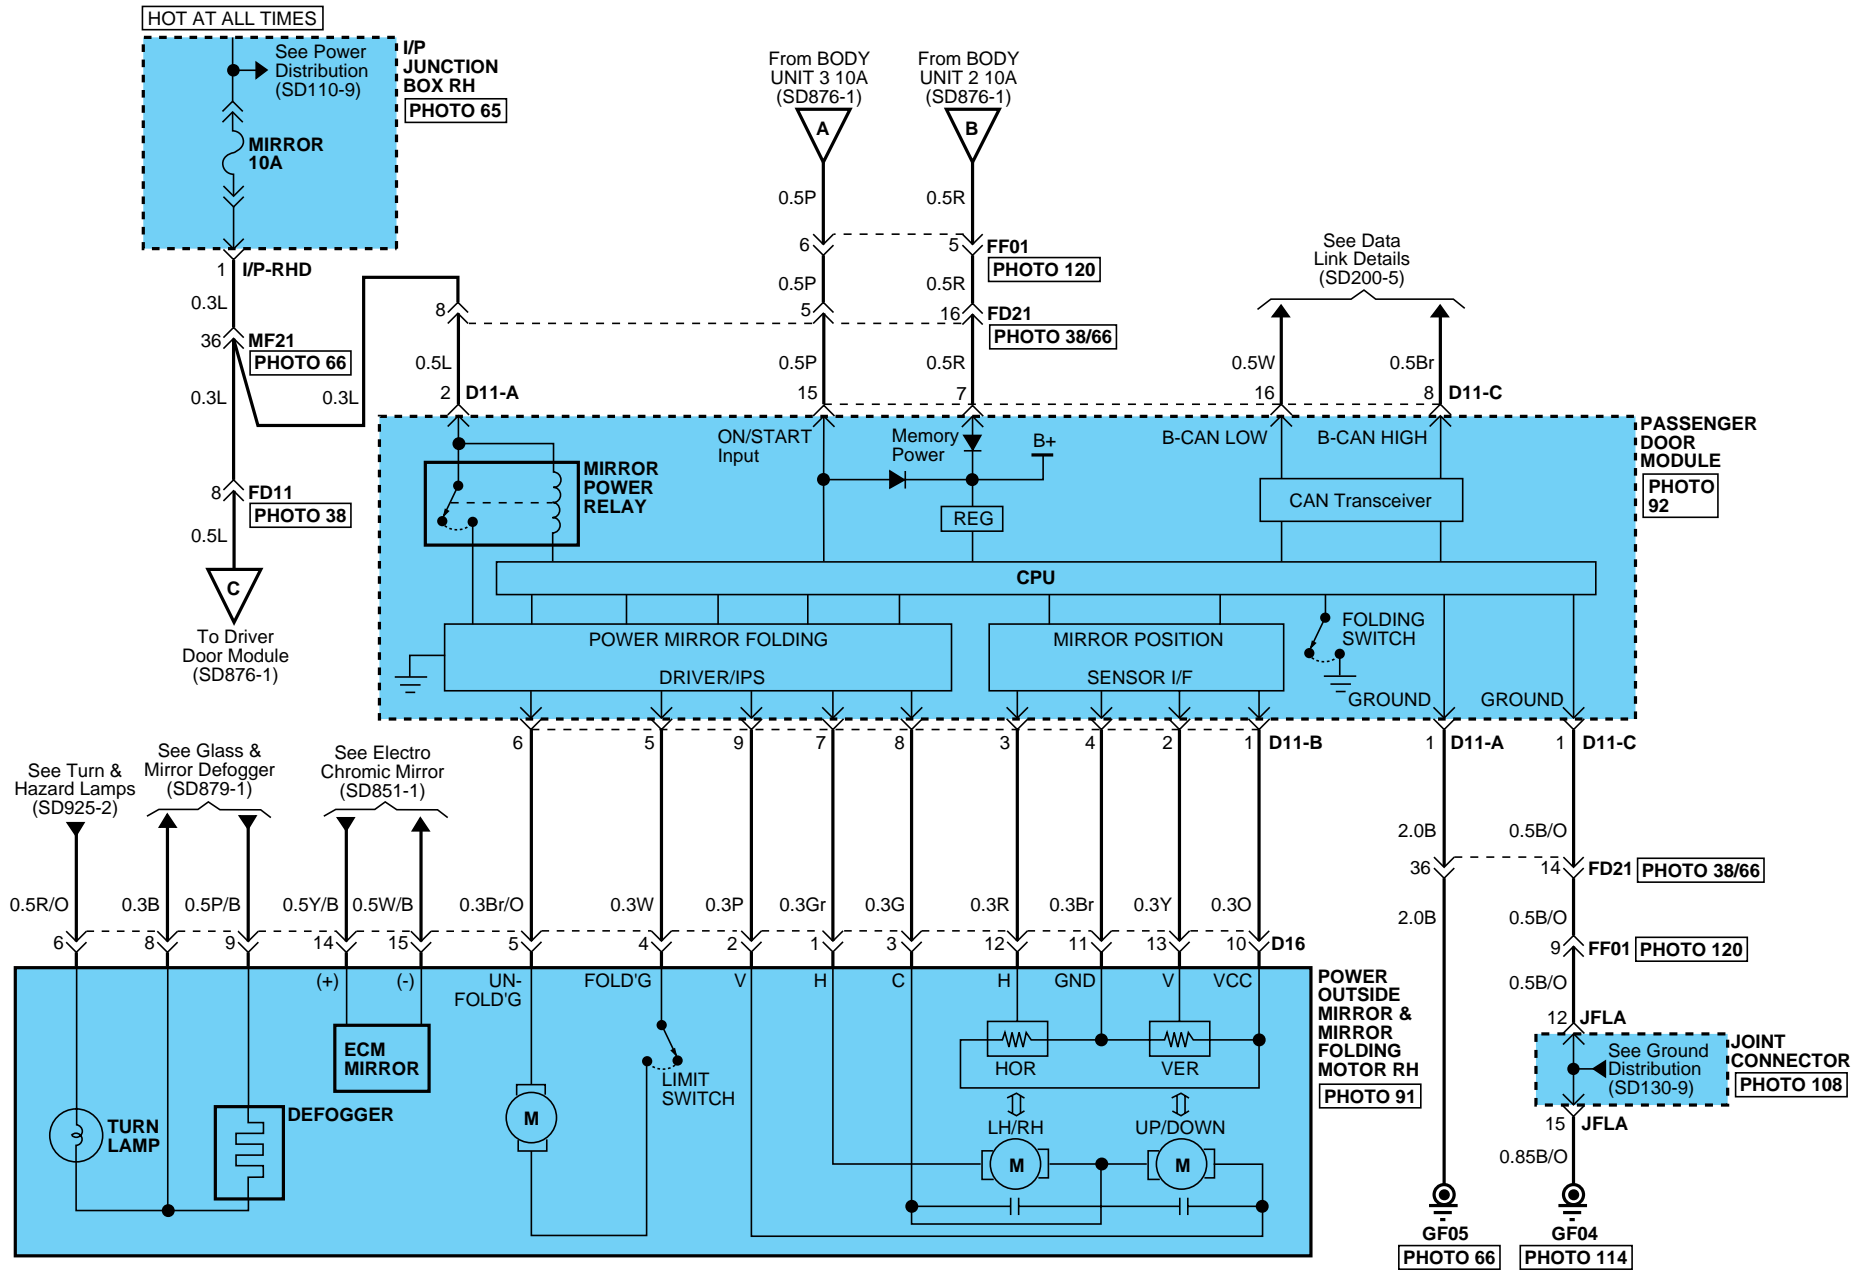 HOT AT ALL TIMES
See Power
Distribution
(SD110-9)
I/P
JUNCTION
BOX RH
PHOTO 65
MIRROR
10A
1 I/P-RHD
0.3L
36 MF21
PHOTO 66
0.3L
0.3L
8 FD11
PHOTO 38
0.5L
C
To Driver
Door Module
(SD876-1)
From BODY
UNIT 3 10A
(SD876-1)
A
From BODY
UNIT 2 10A
(SD876-1)
B
0.5P
0.5R
6
5 FF01
PHOTO 120
0.5P
0.5R
8
5
16 FD21
PHOTO 38/66
0.5L
0.5P
0.5R
See Data
Link Details
(SD200-5)
0.5W
0.5Br
2 D11-A
15
7
16
8 D11-C
PASSENGER
DOOR
MODULE
PHOTO
92
ON/START
Input
Memory
Power
B+
B-CAN LOW
B-CAN HIGH
MIRROR
POWER
RELAY
REG
CAN Transceiver
CPU
POWER MIRROR FOLDING
DRIVER/IPS
MIRROR POSITION
SENSOR I/F
FOLDING
SWITCH
GROUND
GROUND
6
5
9
7
8
3
4
2
1 D11-B
1 D11-A
1 D11-C
See Turn &
Hazard Lamps
(SD925-2)
See Glass &
Mirror Defogger
(SD879-1)
See Electro
Chromic Mirror
(SD851-1)
2.0B
0.5B/O
36
14 FD21
PHOTO 38/66
0.5R/O
0.3B
0.5P/B
0.5Y/B
0.5W/B
0.3Br/O
0.3W
0.3P
0.3Gr
0.3G
0.3R
0.3Br
0.3Y
0.3O
2.0B
0.5B/O
6
8
9
14
15
5
4
2
1
3
12
11
13
10 D16
9 FF01
PHOTO 120
0.5B/O
(+)
(-)
UN-
FOLD'G
FOLD'G
V
H
C
H
GND
V
VCC
POWER
OUTSIDE
MIRROR &
MIRROR
FOLDING
MOTOR RH
PHOTO 91
12 JFLA
See Ground
Distribution
(SD130-9)
JOINT
CONNECTOR
PHOTO 108
15 JFLA
0.85B/O
ECM
MIRROR
HOR
VER
LIMIT
SWITCH
TURN
LAMP
DEFOGGER
M
LH/RH
M
UP/DOWN
M
GF05
PHOTO 66
GF04
PHOTO 114